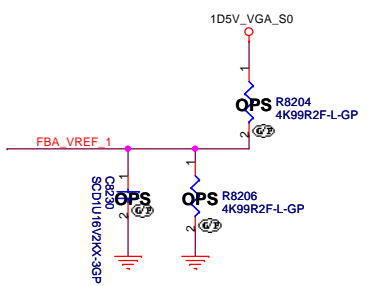 1D5V_VGA_S0
1
OPS
R8204
4K99R2F-L-GP
2
G/P
FBA_VREF_1
1
OPS
C8230
SCD1U16V2KX-3GP
2
G/P
1
OPS
R8206
4K99R2F-L-GP
2
G/P